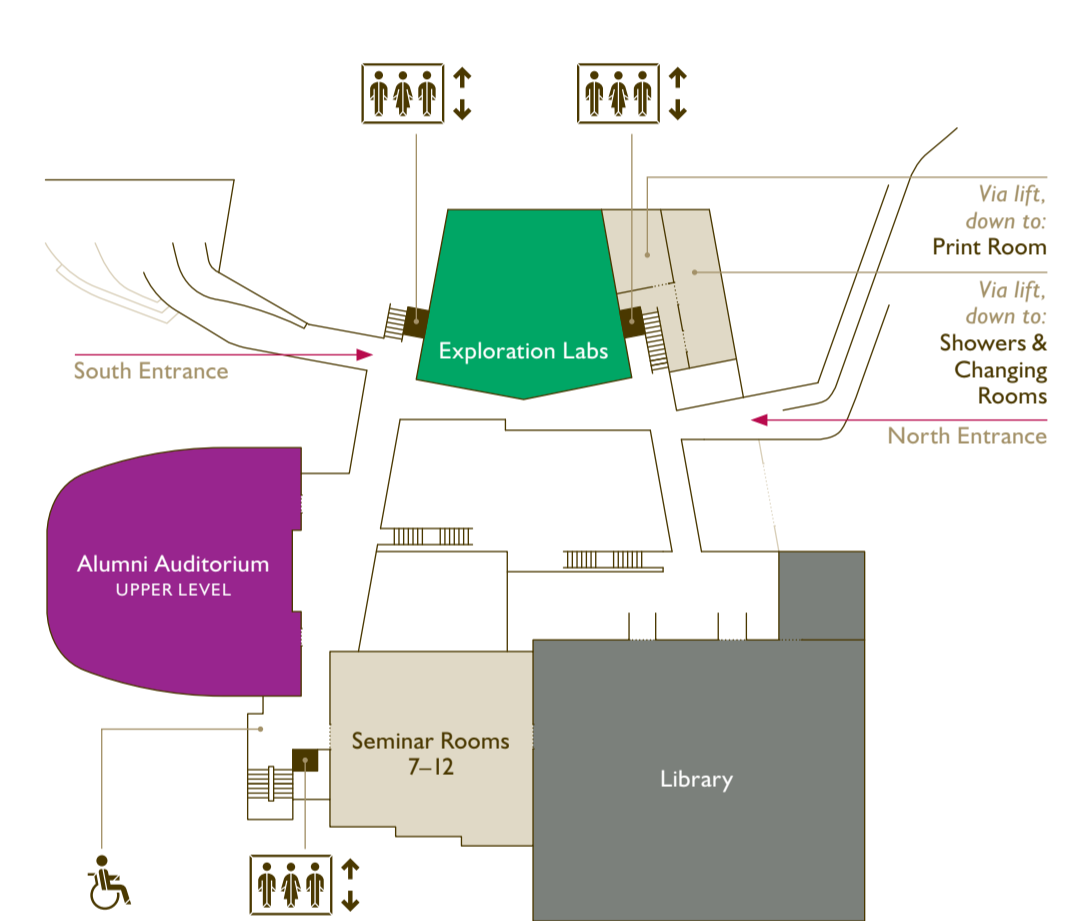 Via lift,
down to:
Print Room
Via lift,
down to:
Showers &
Changing
Rooms
Exploration Labs
South Entrance
North Entrance
Alumni Auditorium
UPPER LEVEL
Seminar Rooms
7–12
Library